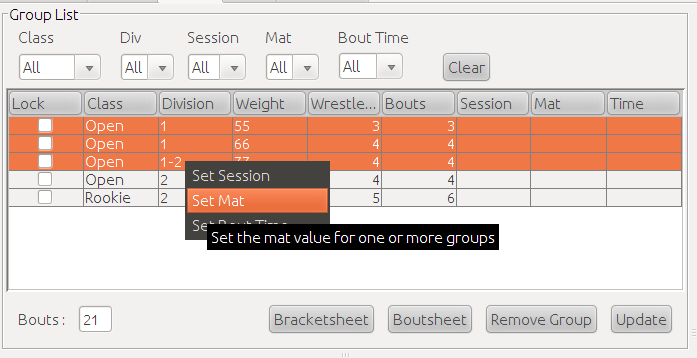 Group List
Class Div Session Mat Bout Time
All All All All All Clear
Lock Class Division Weight Wrestle... Bouts Session Mat Time
Open 1 55 3 3
Open 1 66 4 4
Open 1-2 77 4 4
Open 2 4 4
Rookie 2 5 6
Set Session
Set Mat
Set Bout Time
Set the mat value for one or more groups
Bouts : 21 Bracketsheet Boutsheet Remove Group Update